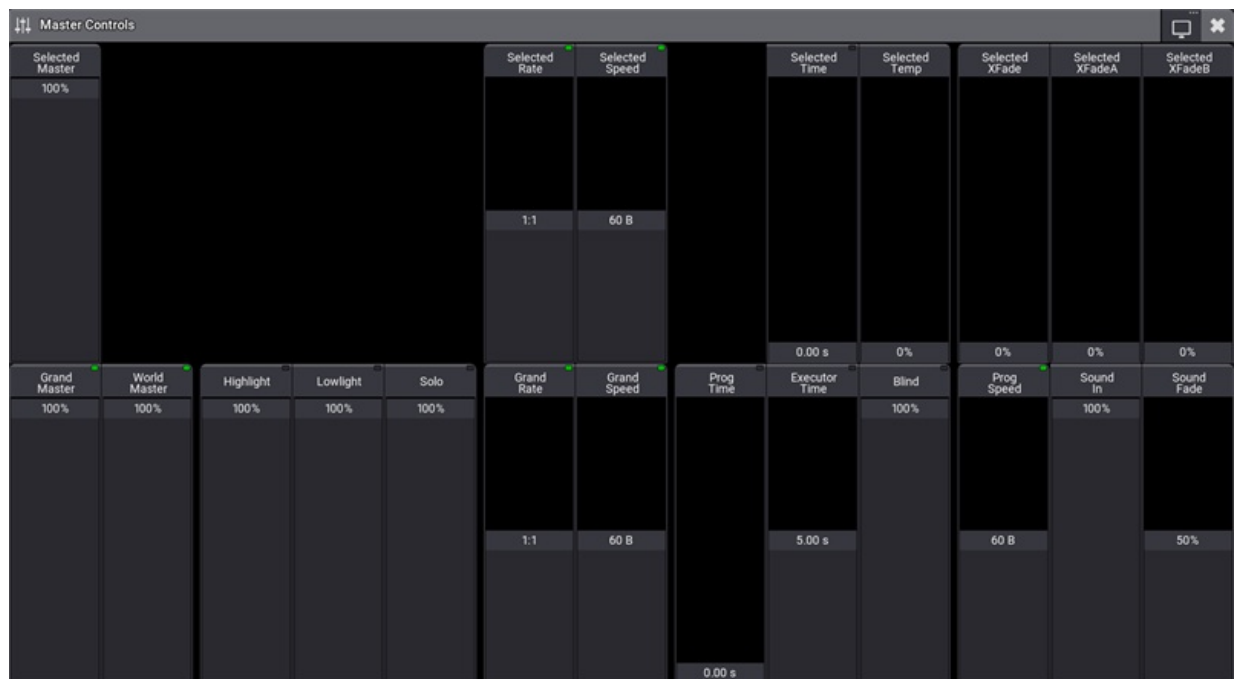 Master Controls
Selected
Master
Selected
Rate
Selected
Speed
Selected
Time
Selected
Temp
Selected
XFade
Selected
XFadeA
Selected
XFadeB
100%
1:1
60 B
0.00 s
0%
0%
0%
0%
Grand
Master
World
Master
Highlight
Lowlight
Solo
Grand
Rate
Grand
Speed
Prog
Time
Executor
Time
Blind
Prog
Speed
Sound
In
Sound
Fade
100%
100%
100%
100%
100%
100%
100%
1:1
60 B
5.00 s
60 B
50%
0.00 s